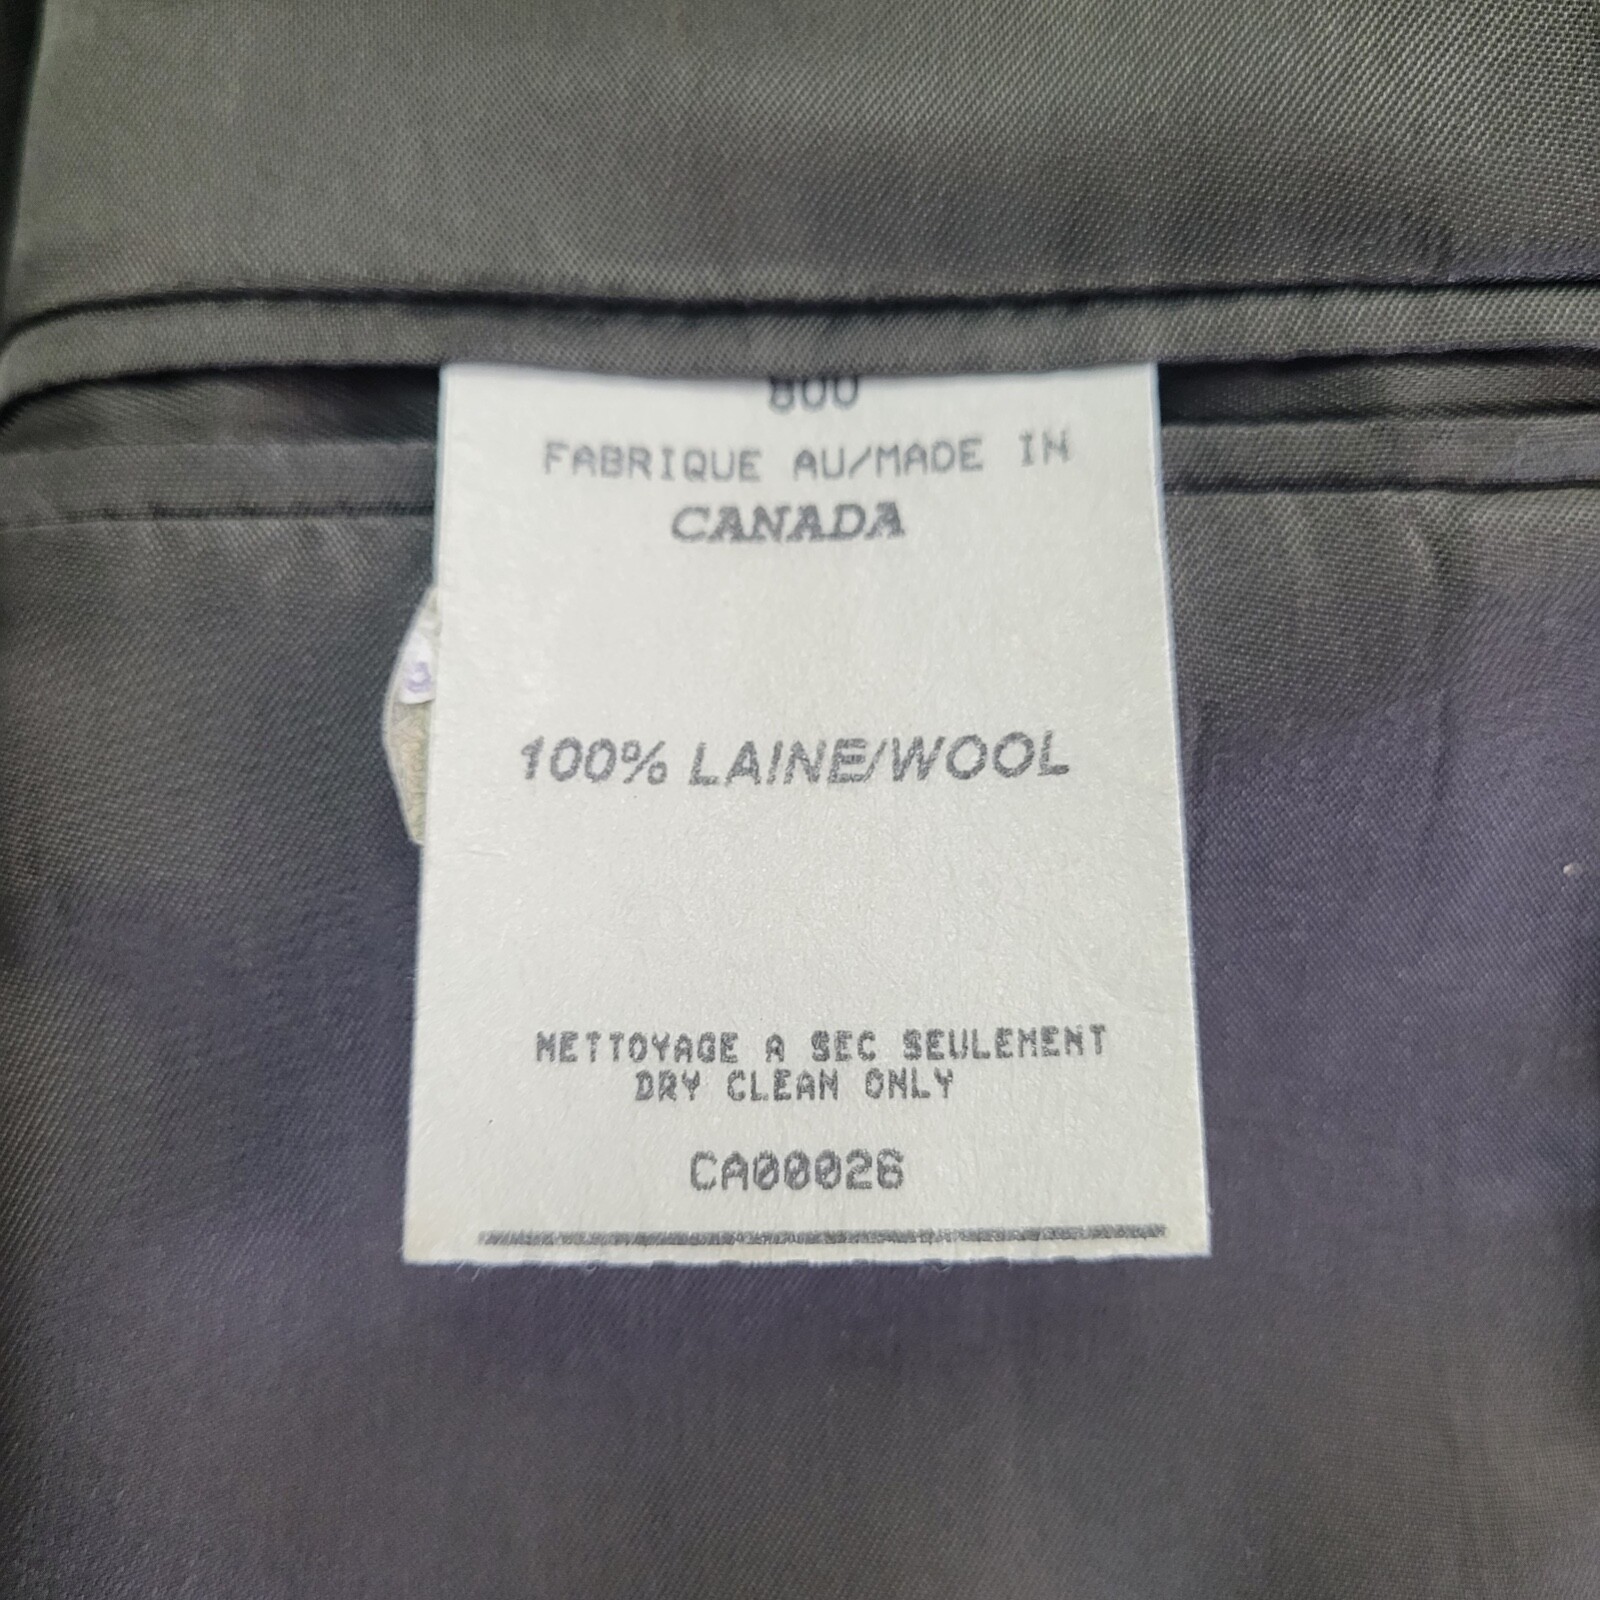 800
FABRIQUE AU/MADE IN
CANADA
100% LAINE/WOOL
NETTOYAGE A SEC SEULEMENT
DRY CLEAN ONLY
CA00026